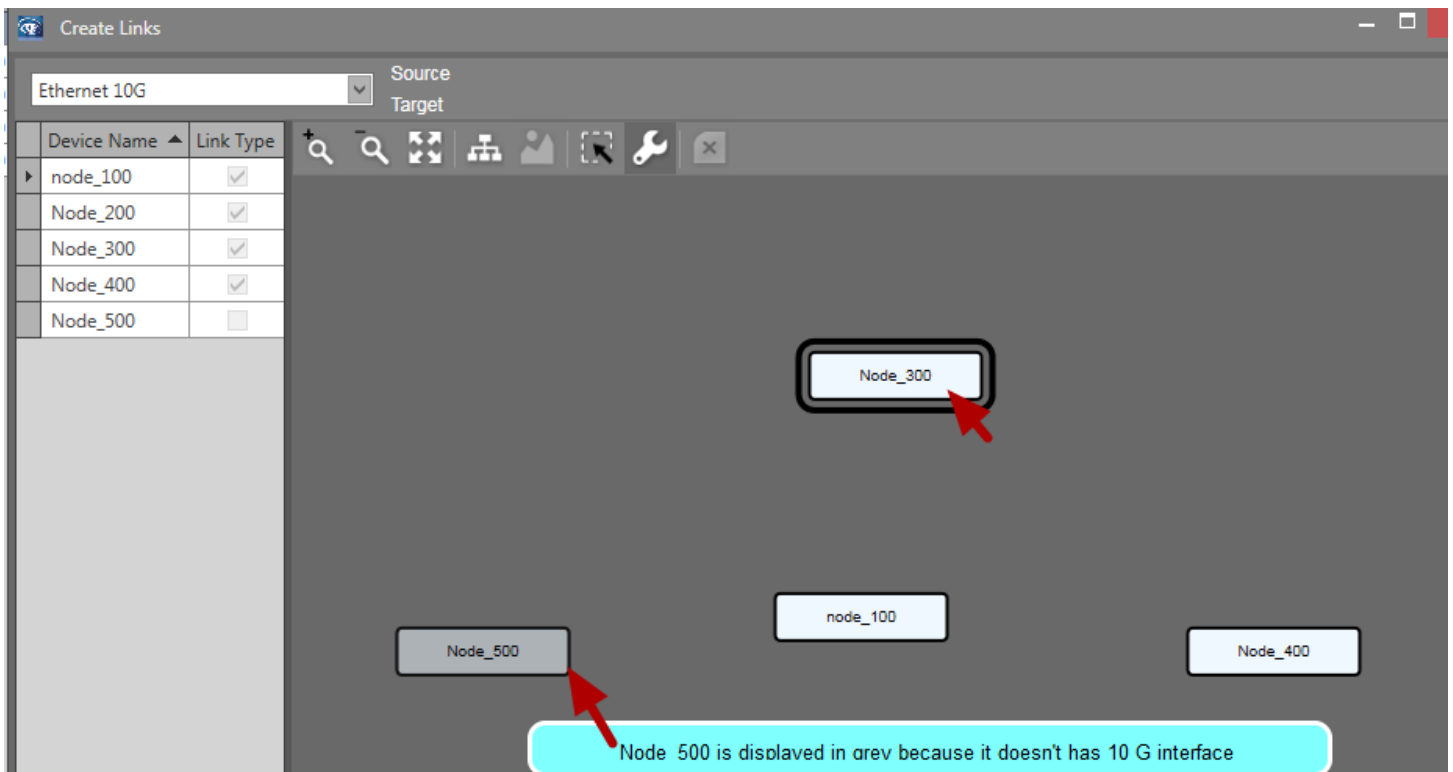 Create Links
Ethernet 10G
Source
Target
Device Name Link Type
node_100
Node_200
Node_300
Node_400
Node_500
Node_300
node_100
Node_500
Node_400
Node_500 is displayed in grey because it doesn't has 10 G interface